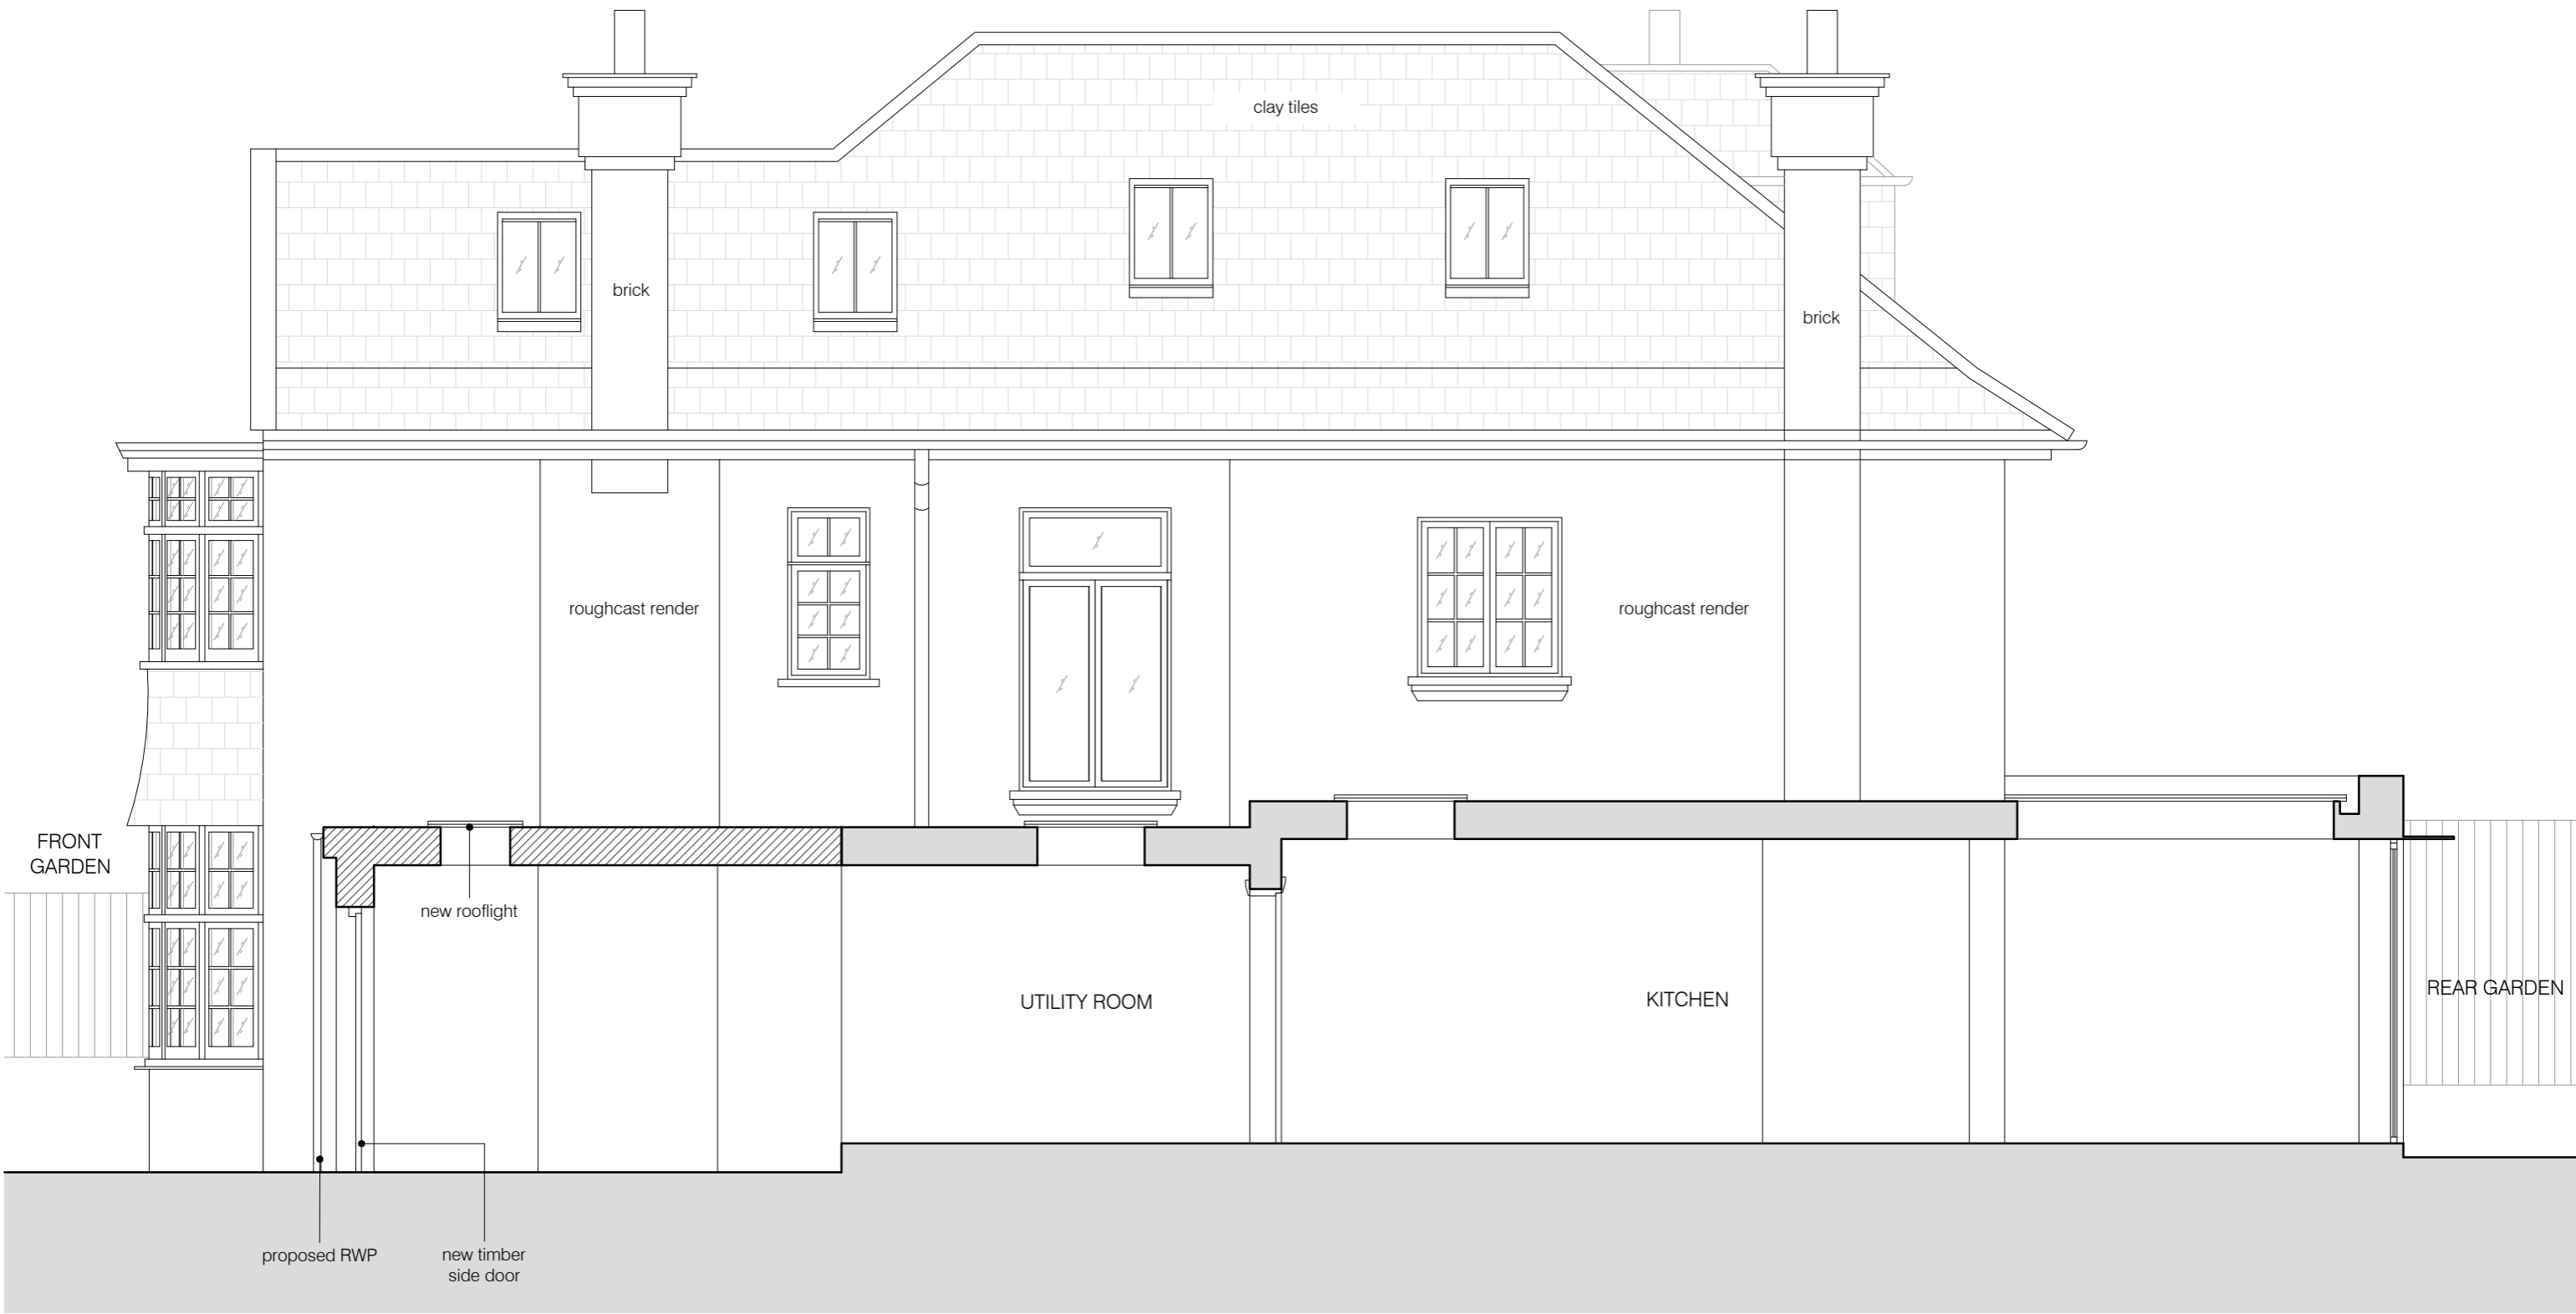 clay tiles
brick
brick
roughcast render
roughcast render
FRONT
GARDEN
new rooflight
UTILITY ROOM
KITCHEN
REAR GARDEN
proposed RWP
new timber
side door